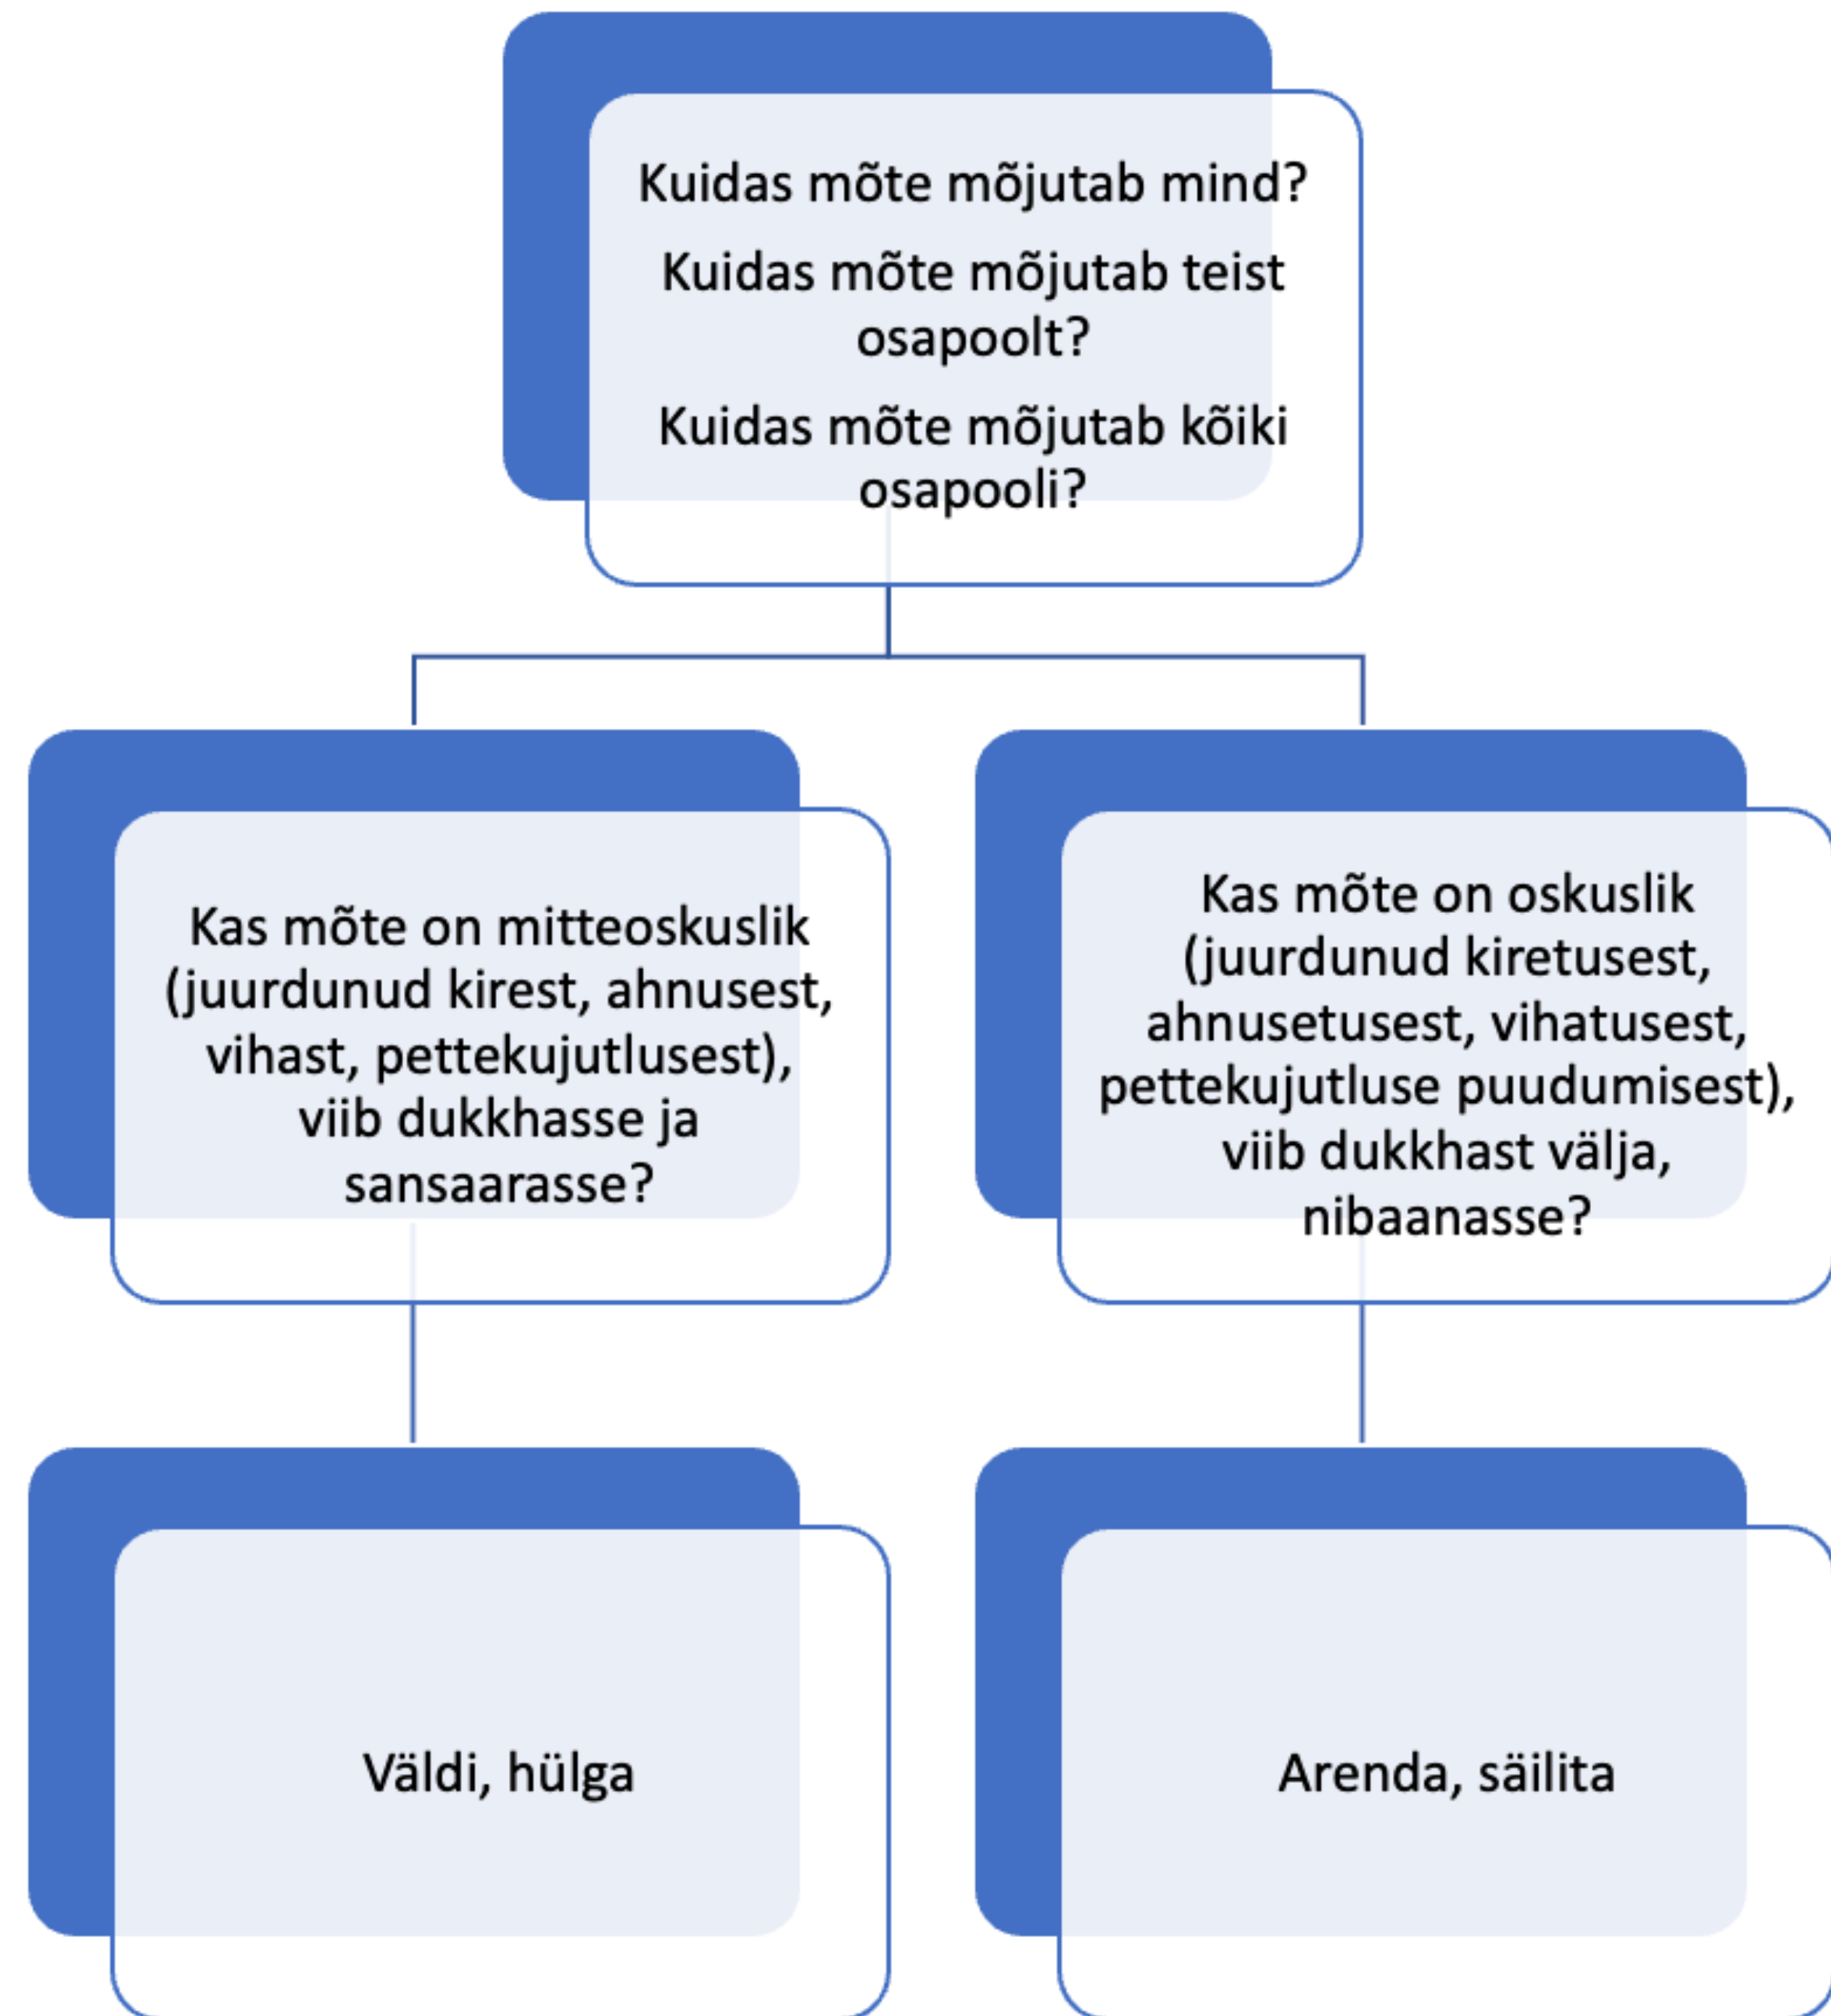 Kuidas mõte mõjutab mind?
Kuidas mõte mõjutab teist
osapoolt?
Kuidas mõte mõjutab kõiki
osapooli?
Kas mõte on mitteoskuslik
(juurdunud kirest, ahnusest,
vihast, pettekujutlusest),
viib dukkhasse ja
sansaarasse?
Kas mõte on oskuslik
(juurdunud kiretusest,
ahnusetusest, vihatusest,
pettekujutluse puudumisest),
viib dukkhast välja,
nibaanasse?
Väldi, hülga
Arenda, säilita